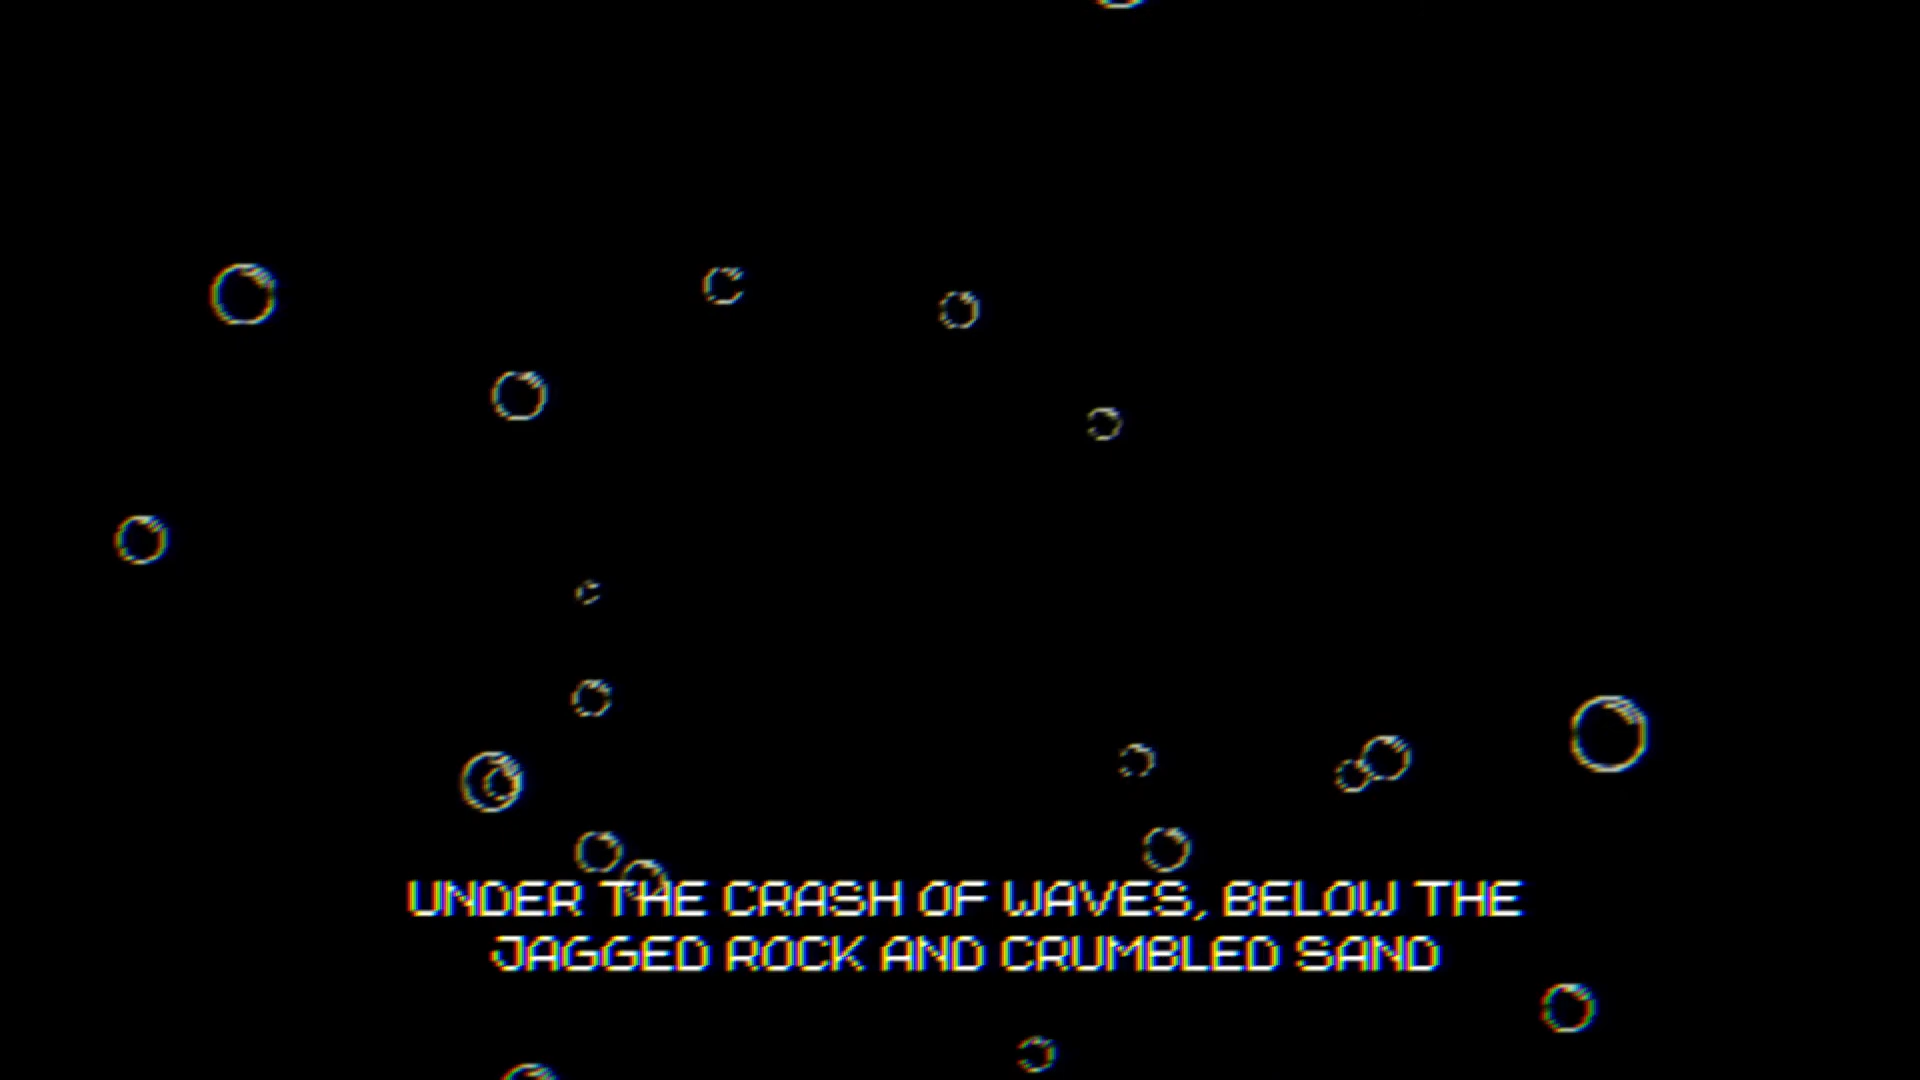 UNDER THE CRASH OF WAVES, BELOW THE
JAGGED ROCK AND CRUMBLED SAND